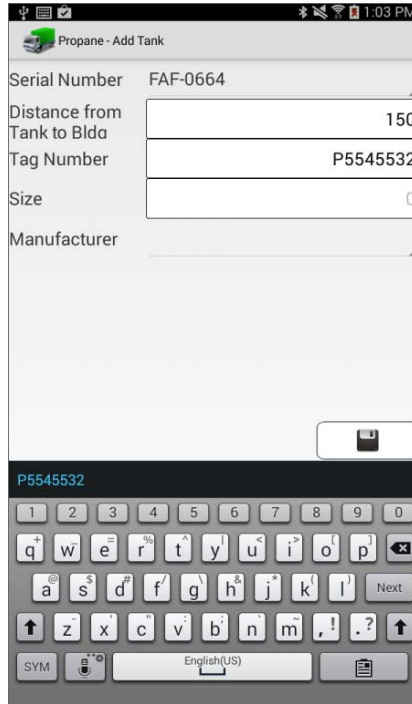 1:03 PM
Propane - Add Tank
Serial Number FAF-0664
Distance from 150
Tank to Bldg
Tag Number P5545532
Size 0
Manufacturer
P5545532
1 2 3 4 5 6 7 8 9 0
q w % e = r % t ^ y | u < i > o [ p ]
a @ s $ d # f / g \ h & j * k ( l ) Next
z x c " v ' b : n ; m ~ , ! . ?
SYM English(US)